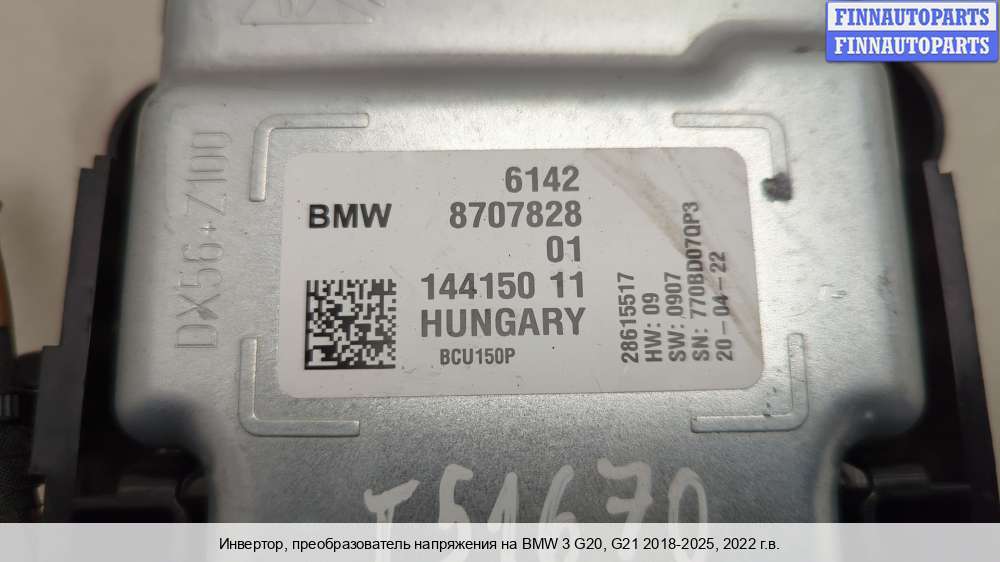 FINNAUTOPARTS
FINNAUTOPARTS
DX56+Z100
6142
BMW 8707828
01
144150 11
HUNGARY
BCU150P
28615517
HW: 09
SW: 0907
SN: 770BD07QP3
20-04-22
T51670
Инвертор, преобразователь напряжения на BMW 3 G20, G21 2018-2025, 2022 г.в.